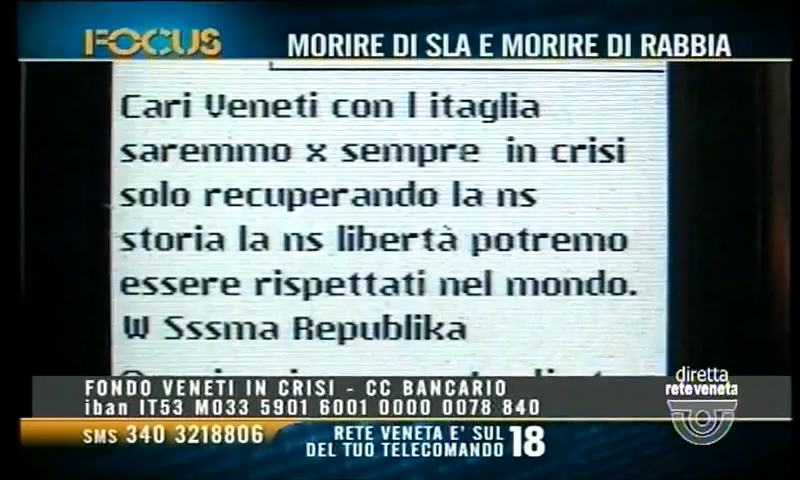 FOCUS
MORIRE DI SLA E MORIRE DI RABBIA
Cari Veneti con l itaglia
saremmo x sempre in crisi
solo recuperando la ns
storia la ns libertà potremo
essere rispettati nel mondo.
W Sssma Republika
FONDO VENETI IN CRISI - CC BANCARIO
iban IT53 M033 5901 6001 0000 0078 840
diretta
reteveneta
SMS 340 3218806
RETE VENETA E' SUL
DEL TUO TELECOMANDO 18